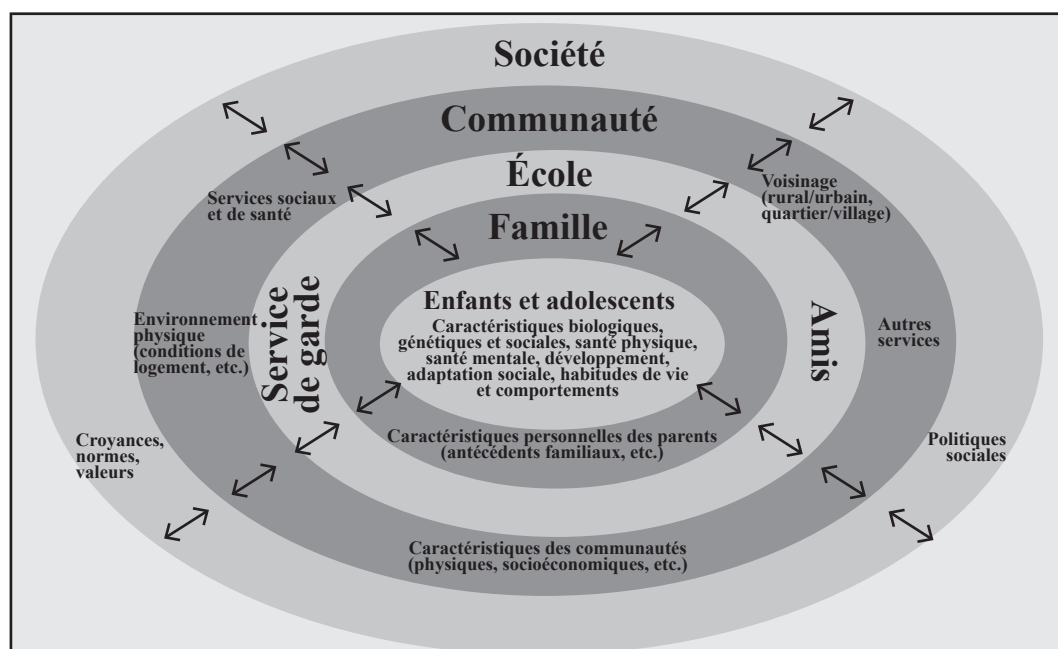 Société
Communauté
École
Services sociaux
et de santé
Voisinage
(rural/urbain,
quartier/village)
Famille
Enfants et adolescents
Caractéristiques biologiques,
génétiques et sociales, santé physique,
santé mentale, développement,
adaptation sociale, habitudes de vie
et comportements
Service
de garde
Amis
Environnement
physique
(conditions de
logement, etc.)
Autres
services
Caractéristiques personnelles des parents
(antécédents familiaux, etc.)
Croyances,
normes,
valeurs
Politiques
sociales
Caractéristiques des communautés
(physiques, socioéconomiques, etc.)